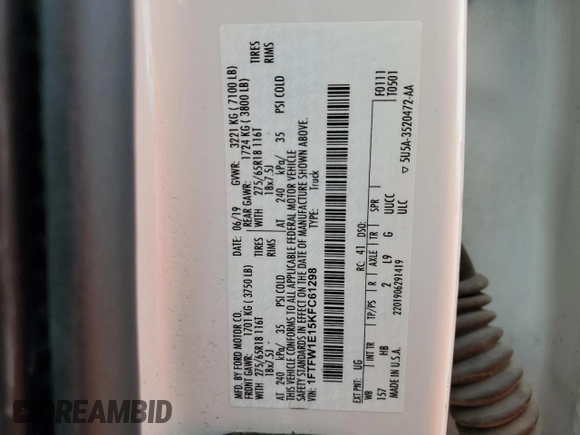 MFD. BY FORD MOTOR CO.
DATE: 06/19 GVWR: 3221 KG ( 7100 LB)
FRONT GAWR: 1701 KG ( 3750 LB) REAR GAWR: 1724 KG ( 3800 LB)
WITH 275/65R18 116T TIRES WITH 275/65R18 116T TIRES
18x7.5J RIMS 18x7.5J RIMS
AT 240 kPa/ 35 PSI COLD AT 240 kPa/ 35 PSI COLD
THIS VEHICLE CONFORMS TO ALL APPLICABLE FEDERAL MOTOR VEHICLE
SAFETY STANDARDS IN EFFECT ON THE DATE OF MANUFACTURE SHOWN ABOVE.
VIN: 1FTFW1E15KFC61298 TYPE: Truck
F0111
T0501
EXT PNT: UG RC: 41 DSO:
WB INT TR TP/PS R AXLE TR SPR
157 HB 2 L9 G UUCC
MADE IN U.S.A. 2201906291419 ULC
▽ 5U5A-3520472-AA
DREAMBID